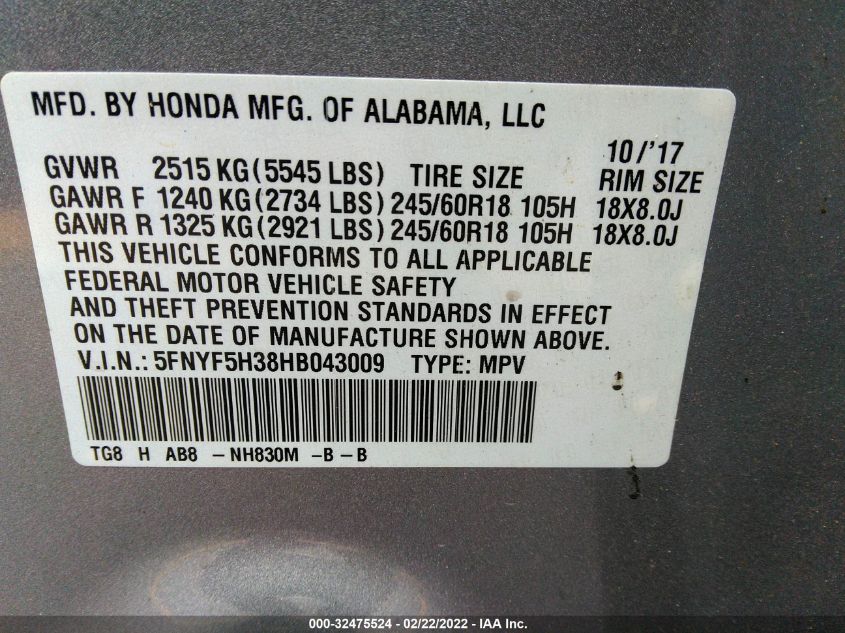 MFD. BY HONDA MFG. OF ALABAMA, LLC
10/'17
GVWR 2515 KG(5545 LBS) TIRE SIZE RIM SIZE
GAWR F 1240 KG(2734 LBS) 245/60R18 105H 18X8.0J
GAWR R 1325 KG(2921 LBS) 245/60R18 105H 18X8.0J
THIS VEHICLE CONFORMS TO ALL APPLICABLE
FEDERAL MOTOR VEHICLE SAFETY
AND THEFT PREVENTION STANDARDS IN EFFECT
ON THE DATE OF MANUFACTURE SHOWN ABOVE.
V.I.N.: 5FNYF5H38HB043009 TYPE: MPV
TG8 H AB8 -NH830M -B -B
000-32475524 - 02/22/2022 - IAA Inc.